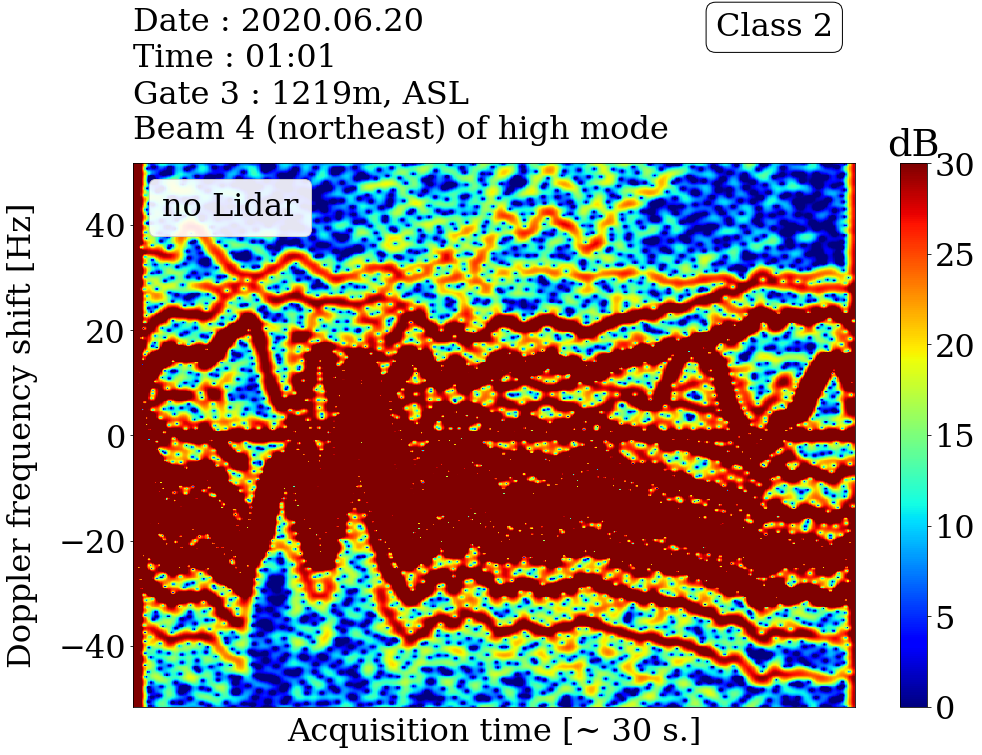 Date : 2020.06.20
Time : 01:01
Gate 3 : 1219m, ASL
Beam 4 (northeast) of high mode
Class 2
dB
no Lidar
Doppler frequency shift [Hz]
40
20
0
−20
−40
30
25
20
15
10
5
0
Acquisition time [~ 30 s.]